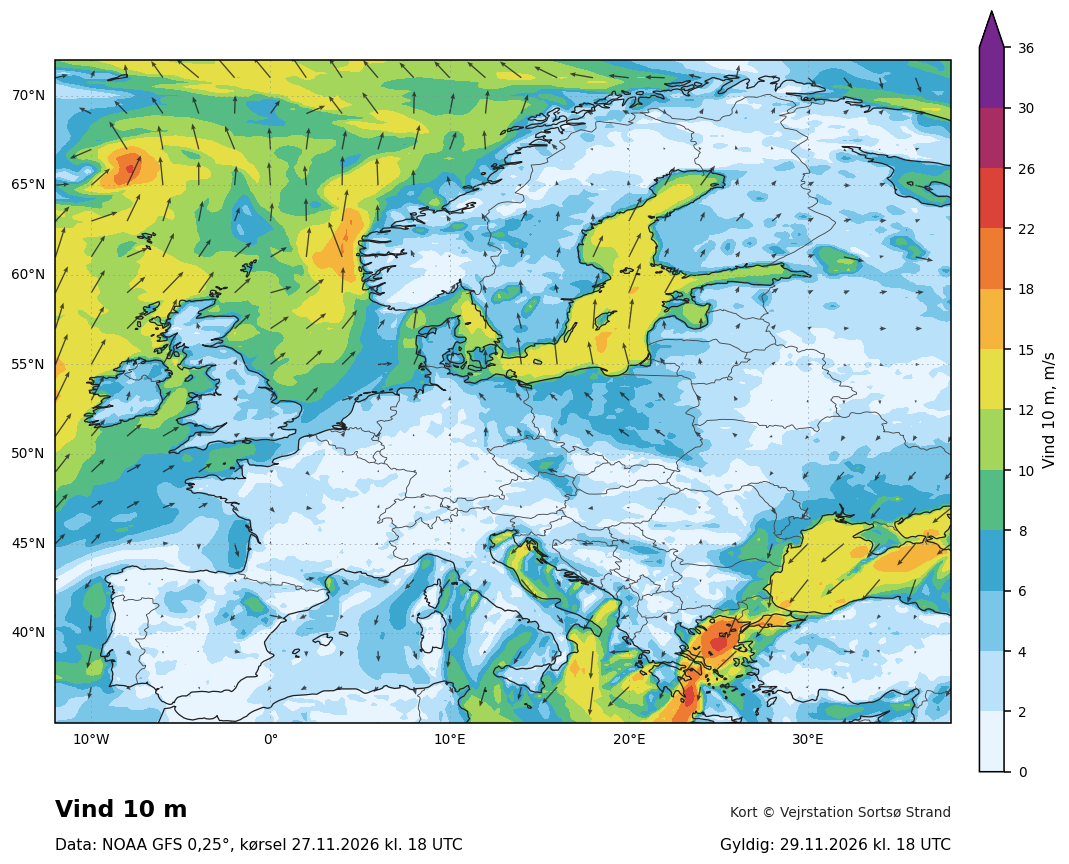 70°N
65°N
60°N
55°N
50°N
45°N
40°N
10°W 0° 10°E 20°E 30°E
36
30
26
22
18
15
12
10
8
6
4
2
0
Vind 10 m, m/s
Vind 10 m
Kort © Vejrstation Sortsø Strand
Data: NOAA GFS 0,25°, kørsel 27.11.2026 kl. 18 UTC
Gyldig: 29.11.2026 kl. 18 UTC